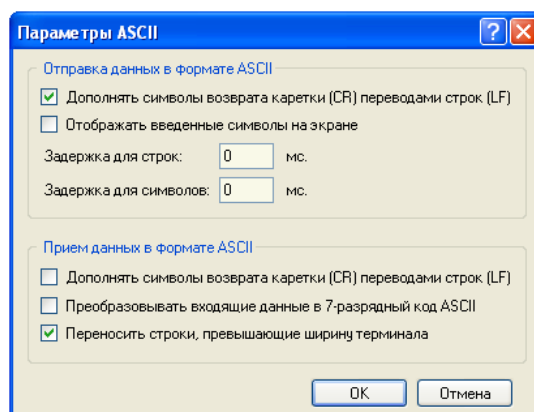 Параметры ASCII
Отправка данных в формате ASCII
Дополнять символы возврата каретки (CR) переводами строк (LF)
Отображать введенные символы на экране
Задержка для строк: 0 мс.
Задержка для символов: 0 мс.
Прием данных в формате ASCII
Дополнять символы возврата каретки (CR) переводами строк (LF)
Преобразовывать входящие данные в 7-разрядный код ASCII
Переносить строки, превышающие ширину терминала
OK Отмена